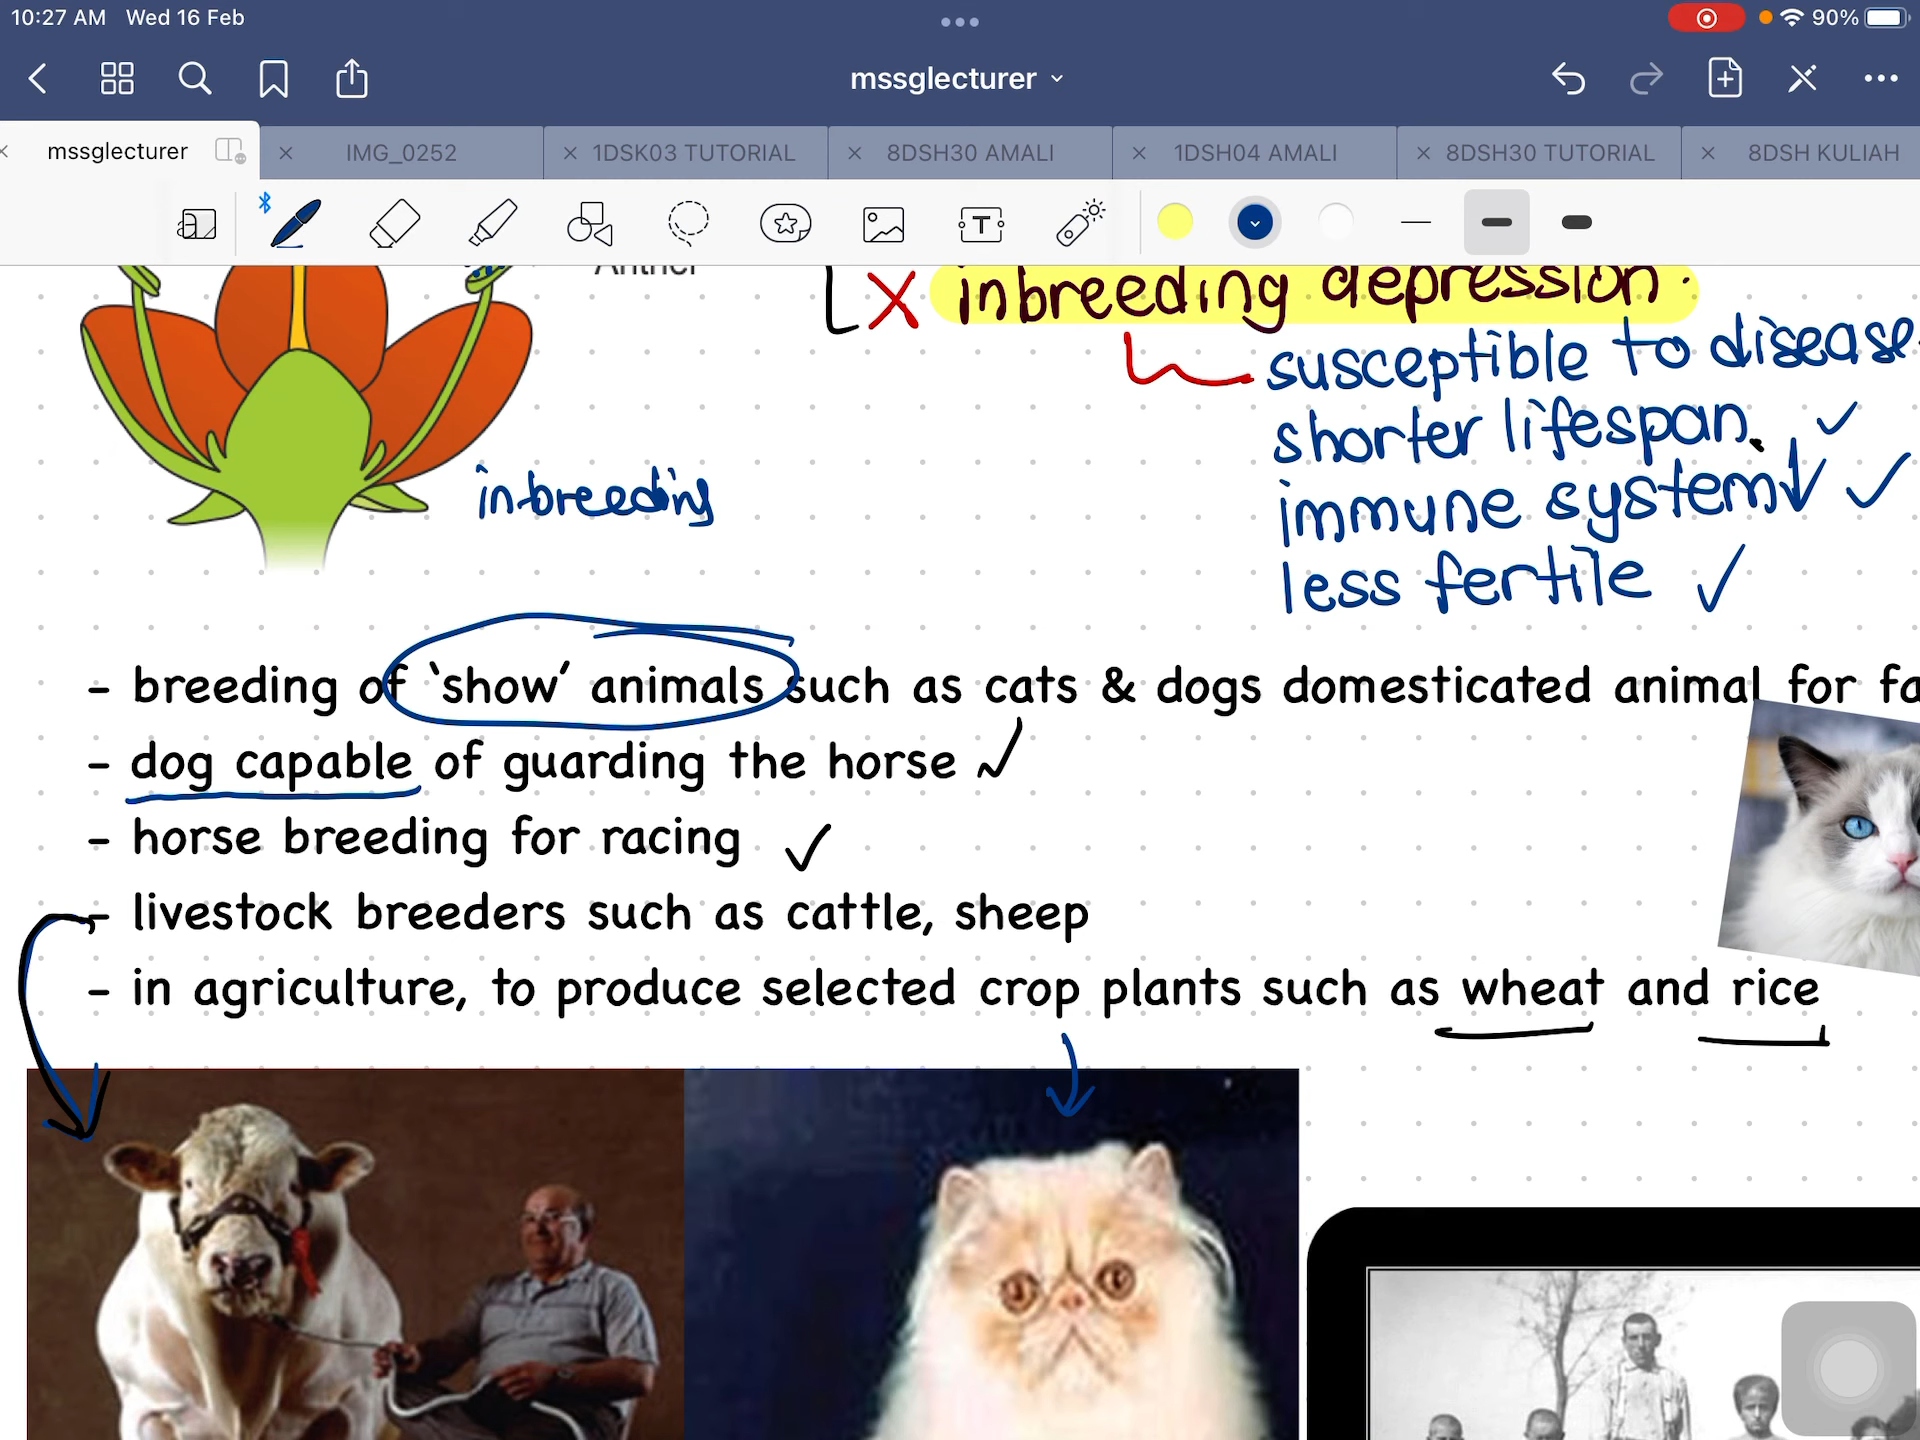 10:27 AM Wed 16 Feb
90%
mssglecturer
mssglecturer
IMG_0252
1DSK03 TUTORIAL
8DSH30 AMALI
1DSH04 AMALI
8DSH30 TUTORIAL
8DSH KULIAH
Anther
inbreeding depression.
susceptible to disease
shorter lifespan.
immune system
less fertile
inbreeding
- breeding of ‘show’ animals such as cats & dogs domesticated animal for fa
- dog capable of guarding the horse
- horse breeding for racing
- livestock breeders such as cattle, sheep
- in agriculture, to produce selected crop plants such as wheat and rice